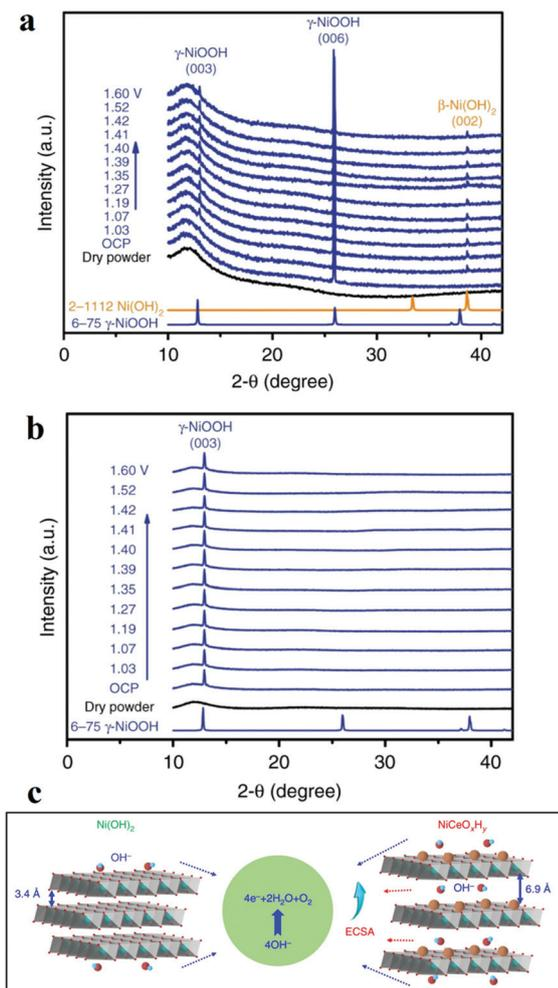 a
γ-NiOOH
(006)
γ-NiOOH
(003)
β-Ni(OH)2
(002)
Intensity (a.u.)
1.60 V
1.52
1.42
1.41
1.40
1.39
1.35
1.27
1.19
1.07
1.03
OCP
Dry powder
2–1112 Ni(OH)2
6–75 γ-NiOOH
0 10 20 30 40
2-θ (degree)
b
γ-NiOOH
(003)
Intensity (a.u.)
1.60 V
1.52
1.42
1.41
1.40
1.39
1.35
1.27
1.19
1.07
1.03
OCP
Dry powder
6–75 γ-NiOOH
0 10 20 30 40
2-θ (degree)
c
Ni(OH)2 NiCeOxHy
OH⁻
3.4 Å
4e⁻+2H2O+O2
4OH⁻
ECSA
OH⁻
6.9 Å